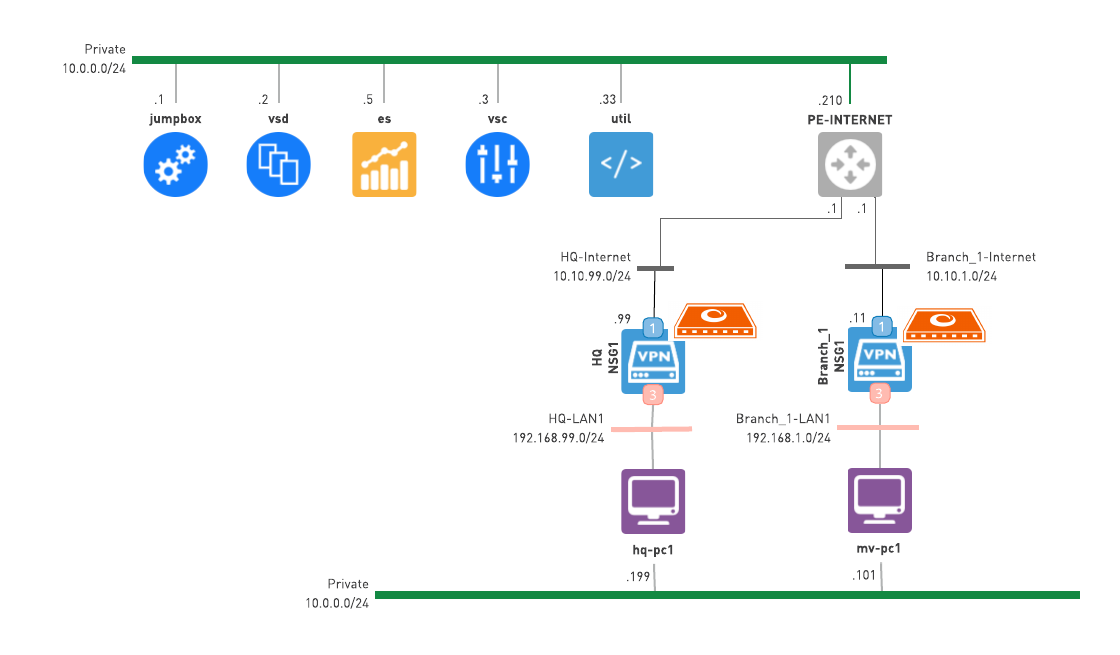 Private
10.0.0.0/24
.1
.2
.5
.3
.33
.210
jumpbox
vsd
es
vsc
util
PE-INTERNET
</>
.1
.1
HQ-Internet
10.10.99.0/24
Branch_1-Internet
10.10.1.0/24
.99
1
HQ
NSG1
VPN
3
.11
1
Branch_1
NSG1
VPN
3
HQ-LAN1
192.168.99.0/24
Branch_1-LAN1
192.168.1.0/24
hq-pc1
mv-pc1
.199
.101
Private
10.0.0.0/24